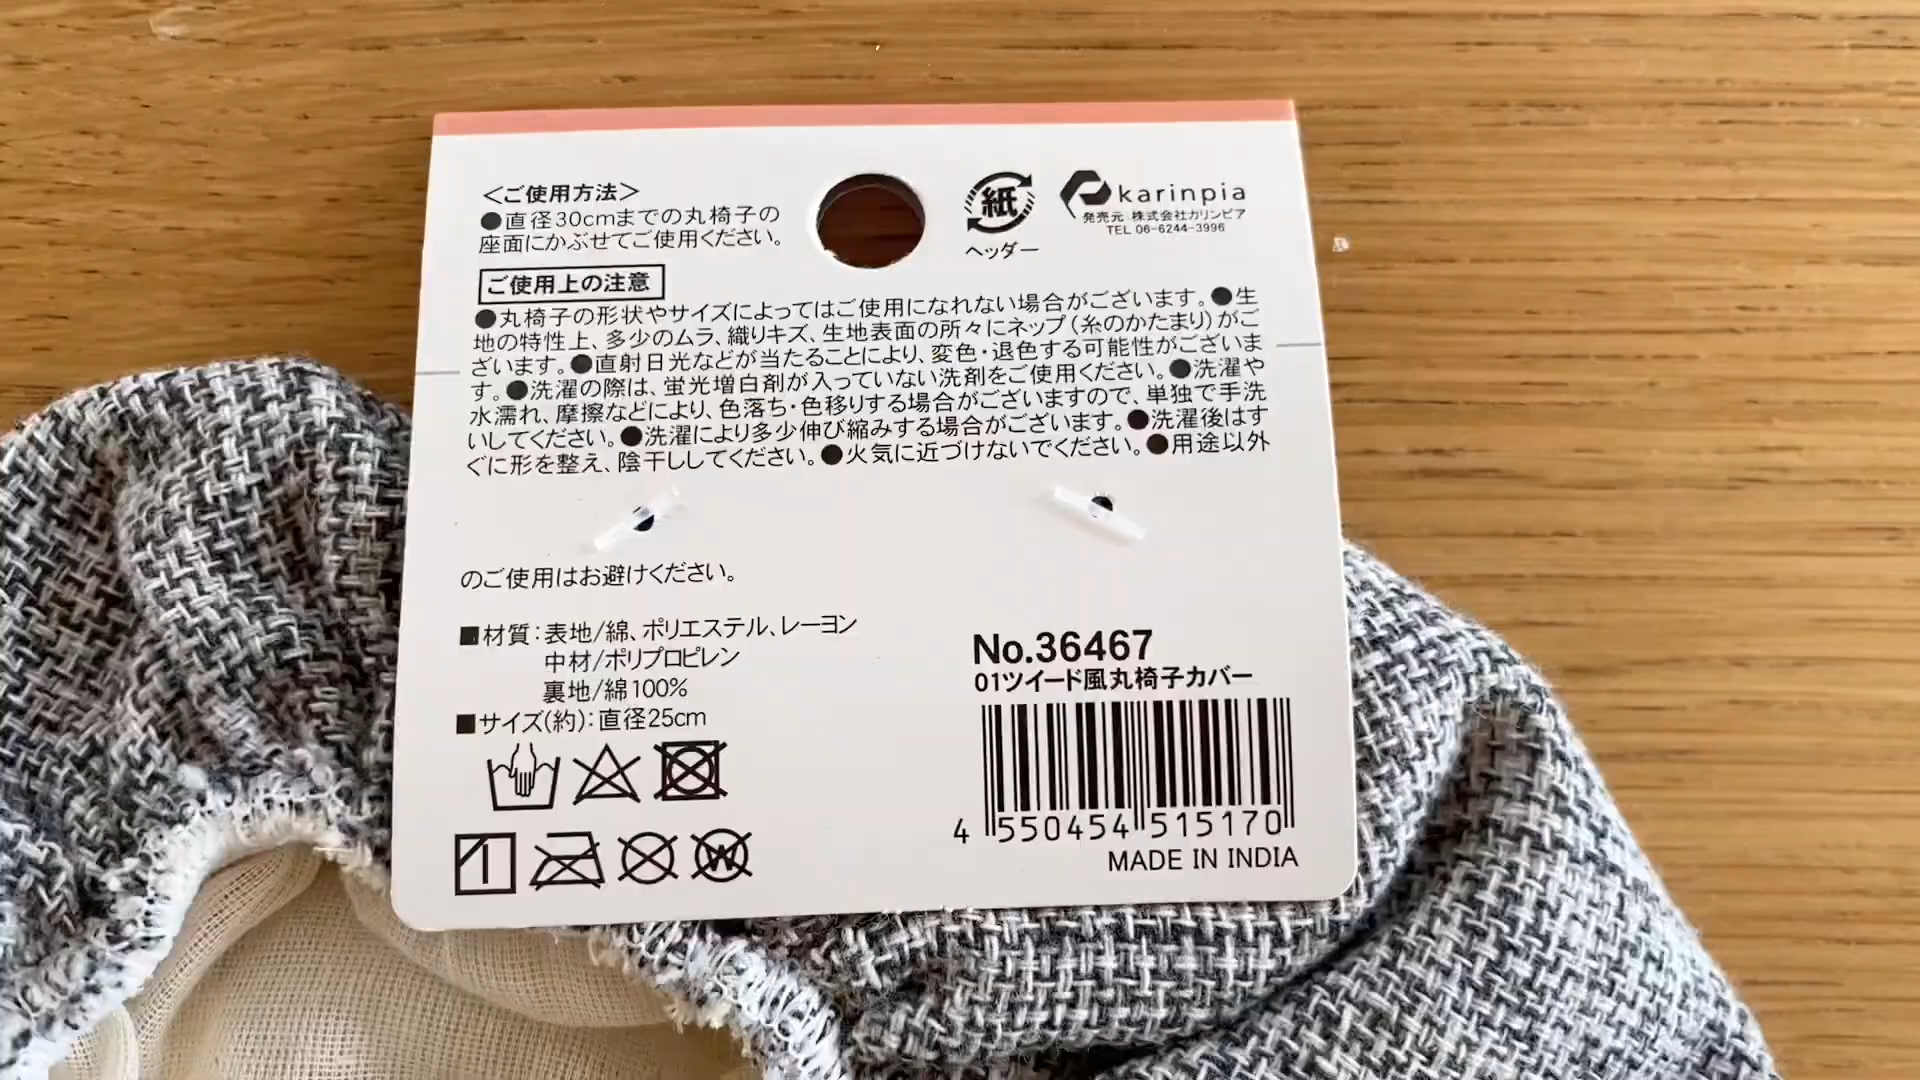 <ご使用方法>
●直径30cmまでの丸椅子の
座面にかぶせてご使用ください。
紙
ヘッダー
karinpia
発売元 株式会社カリンピア
TEL 06-6244-3996
ご使用上の注意
●丸椅子の形状やサイズによってはご使用になれない場合がございます。●生
地の特性上、多少のムラ、織りキズ、生地表面の所々にネップ(糸のかたまり)がご
ざいます。●直射日光などが当たることにより、変色・退色する可能性がございま
す。●洗濯の際は、蛍光増白剤が入っていない洗剤をご使用ください。●洗濯や
水濡れ、摩擦などにより、色落ち・色移りする場合がございますので、単独で手洗
いしてください。●洗濯により多少伸び縮みする場合がございます。●洗濯後はす
ぐに形を整え、陰干ししてください。●火気に近づけないでください。●用途以外
のご使用はお避けください。
■材質:表地/綿、ポリエステル、レーヨン
中材/ポリプロピレン
裏地/綿100%
■サイズ(約):直径25cm
W
No.36467
01ツイード風丸椅子カバー
4 550454 515170
MADE IN INDIA